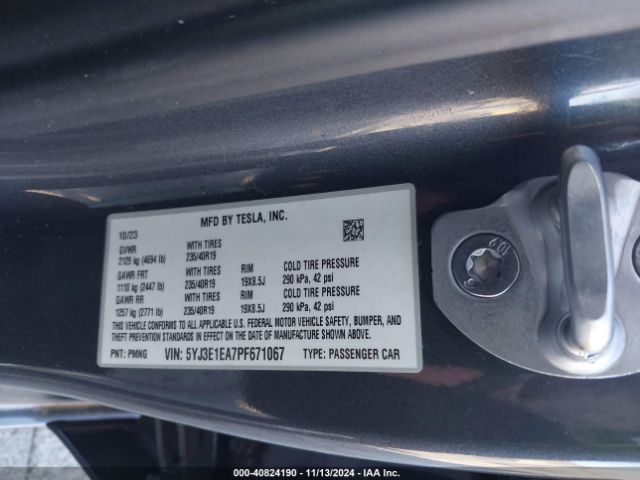 MFD BY TESLA, INC.
10/23
GVWR WITH TIRES
2129 kg (4694 lb) 235/40R19
GAWR FRT WITH TIRES RIM COLD TIRE PRESSURE
1110 kg (2447 lb) 235/40R19 19X8.5J 290 kPa, 42 psi
GAWR RR WITH TIRES RIM COLD TIRE PRESSURE
1257 kg (2771 lb) 235/40R19 19X8.5J 290 kPa, 42 psi
THIS VEHICLE CONFORMS TO ALL APPLICABLE U.S. FEDERAL MOTOR VEHICLE SAFETY, BUMPER, AND
THEFT PREVENTION STANDARDS IN EFFECT ON THE DATE OF MANUFACTURE SHOWN ABOVE.
PNT: PMNG VIN: 5YJ3E1EA7PF671067 TYPE: PASSENGER CAR
000-40824190 - 11/13/2024 - IAA Inc.